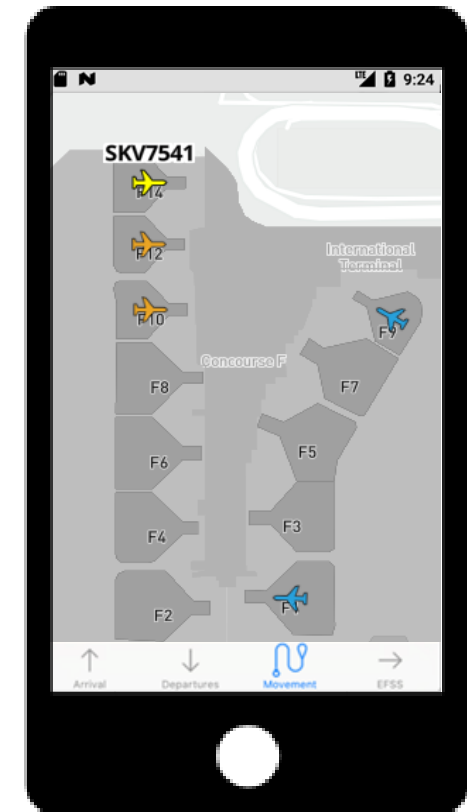 LTE 9:24
SKV7541
F14
F12
International
Terminal
F10
F9
Concourse F
F8
F7
F6
F5
F4
F3
F2
F1
Arrival
Departures
Movement
EFSS